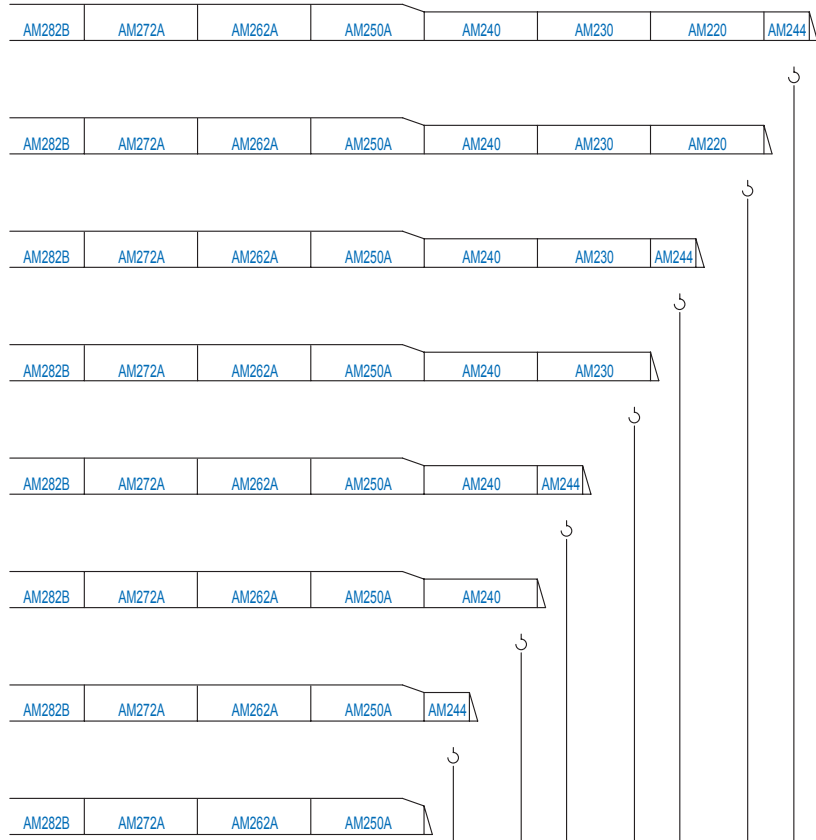 AM282B AM272A AM262A AM250A AM240 AM230 AM220 AM244
AM282B AM272A AM262A AM250A AM240 AM230 AM220
AM282B AM272A AM262A AM250A AM240 AM230 AM244
AM282B AM272A AM262A AM250A AM240 AM230
AM282B AM272A AM262A AM250A AM240 AM244
AM282B AM272A AM262A AM250A AM240
AM282B AM272A AM262A AM250A AM244
AM282B AM272A AM262A AM250A